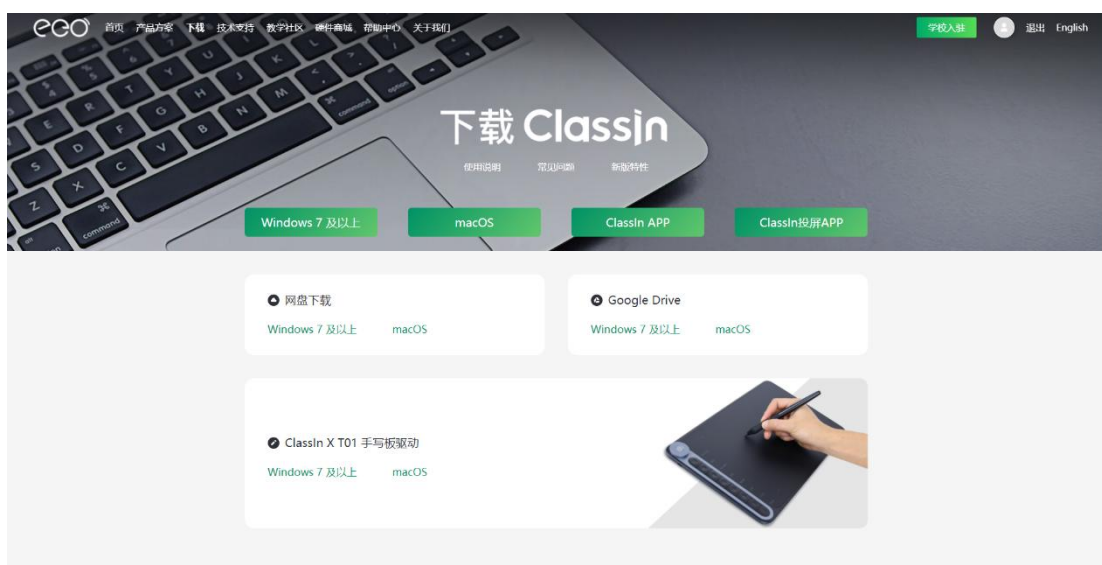 eeo 首页 产品方案 下载 技术支持 教学社区 硬件商城 帮助中心 关于我们 学校入驻 退出 English
下载 ClassIn
使用说明 常见问题 新版特性
Windows 7 及以上 macOS ClassIn APP ClassIn投屏APP
网盘下载
Windows 7 及以上 macOS
Google Drive
Windows 7 及以上 macOS
ClassIn X T01 手写板驱动
Windows 7 及以上 macOS
command
option
command
command